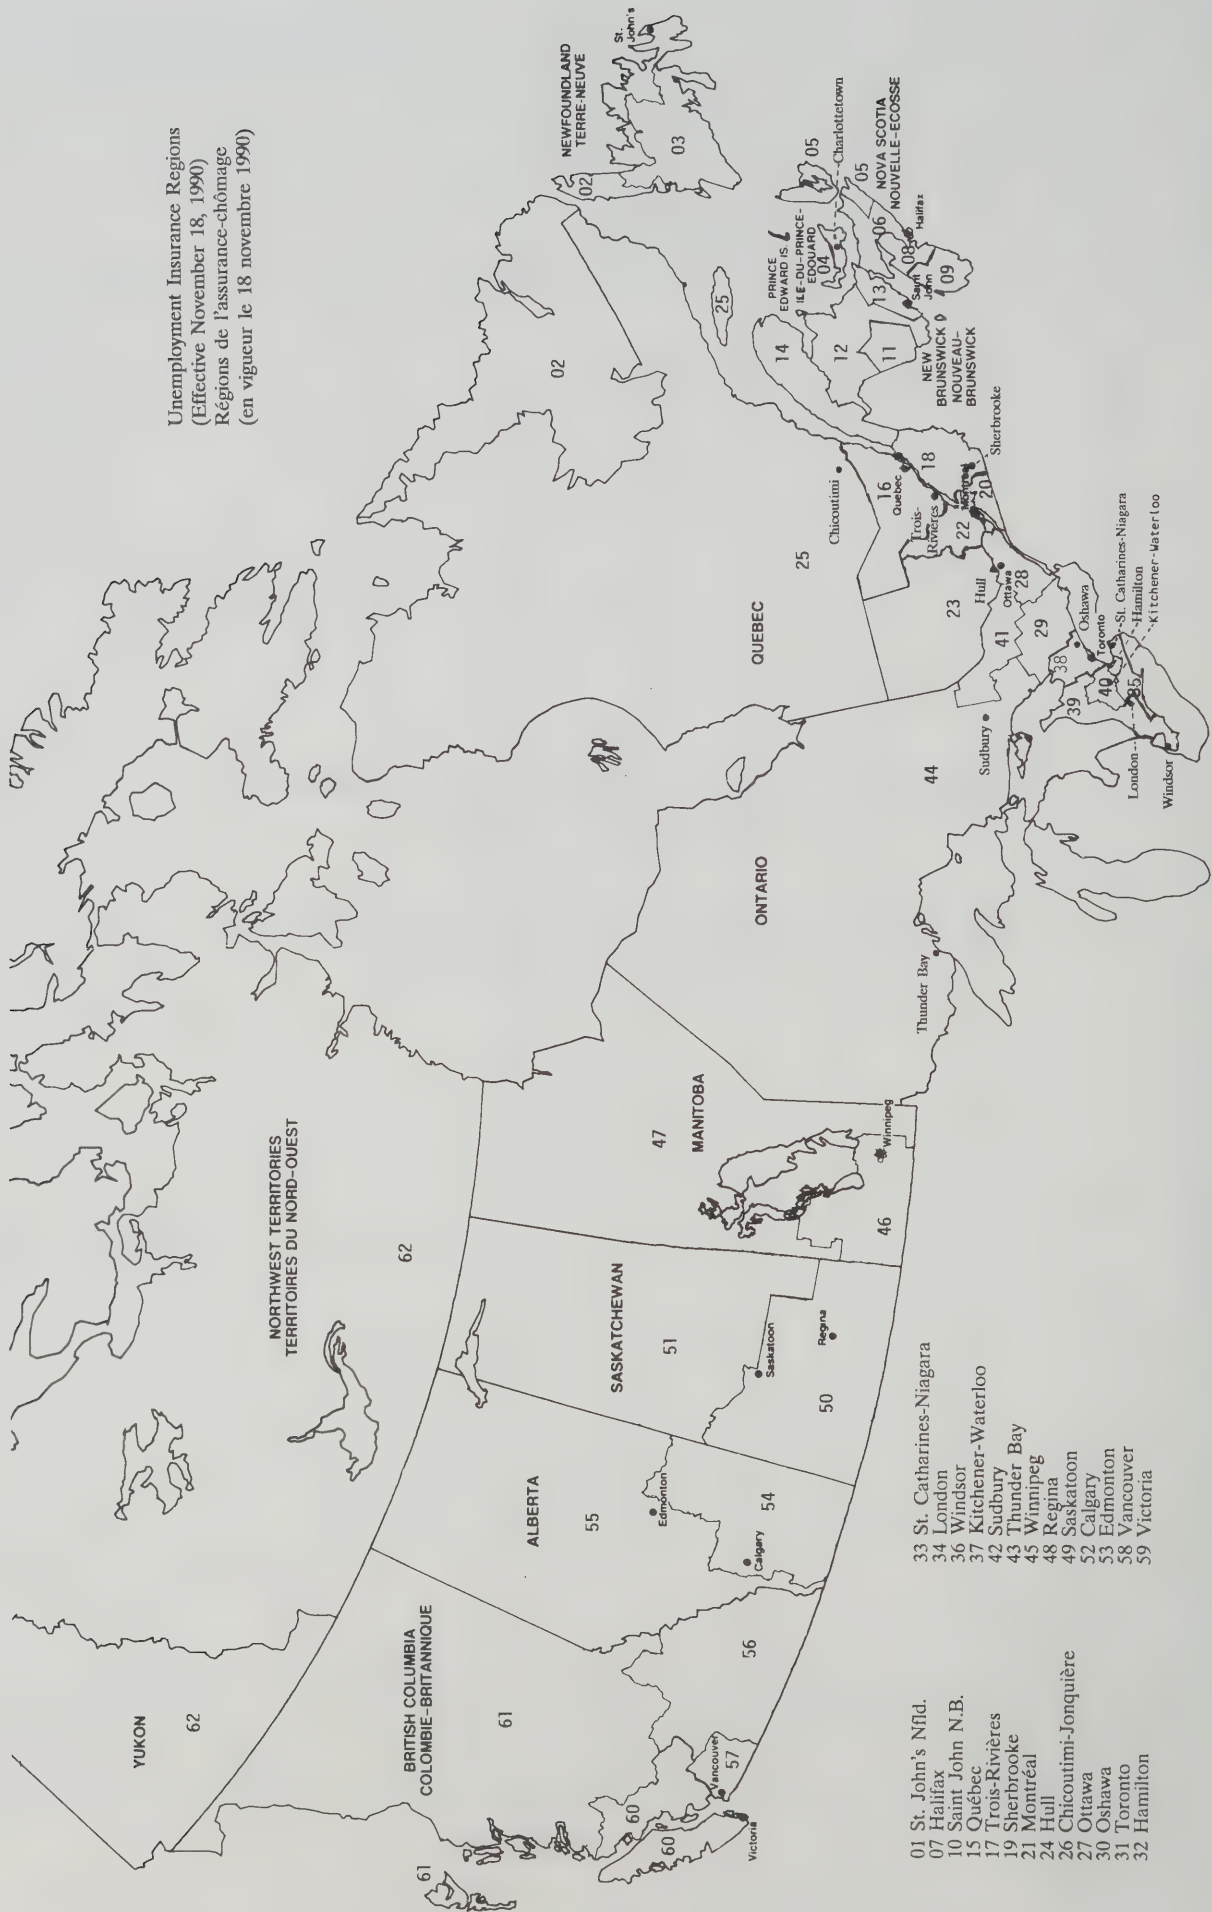 Unemployment Insurance Regions
(Effective November 18, 1990)
Régions de l'assurance-chômage
(en vigueur le 18 novembre 1990)
YUKON
62
NORTHWEST TERRITORIES
TERRITOIRES DU NORD-OUEST
62
BRITISH COLUMBIA
COLOMBIE-BRITANNIQUE
61
61
60
60
57
56
Vancouver
Victoria
ALBERTA
55
Edmonton
54
Calgary
SASKATCHEWAN
51
Saskatoon
Regina
50
MANITOBA
47
46
Winnipeg
ONTARIO
44
Thunder Bay
Sudbury
41
38
39
40
29
28
Ottawa
Oshawa
Toronto
St. Catharines-Niagara
Hamilton
Kitchener-Waterloo
London
Windsor
35
QUEBEC
25
25
23
Hull
22
Chicoutimi
16
Quebec
Trois-
Rivières
18
Montreal
20
Sherbrooke
14
NEWFOUNDLAND
TERRE-NEUVE
02
02
03
St.
John's
PRINCE
EDWARD IS.
ILE-DU-PRINCE-
EDOUARD
04
Charlottetown
NOVA SCOTIA
NOUVELLE-ECOSSE
05
05
06
08
09
Halifax
NEW
BRUNSWICK
NOUVEAU-
BRUNSWICK
11
12
13
Saint
John
01 St. John's Nfld.
07 Halifax
10 Saint John N.B.
15 Québec
17 Trois-Rivières
19 Sherbrooke
21 Montréal
24 Hull
26 Chicoutimi-Jonquière
27 Ottawa
30 Oshawa
31 Toronto
32 Hamilton
33 St. Catharines-Niagara
34 London
36 Windsor
37 Kitchener-Waterloo
42 Sudbury
43 Thunder Bay
45 Winnipeg
48 Regina
49 Saskatoon
52 Calgary
53 Edmonton
58 Vancouver
59 Victoria